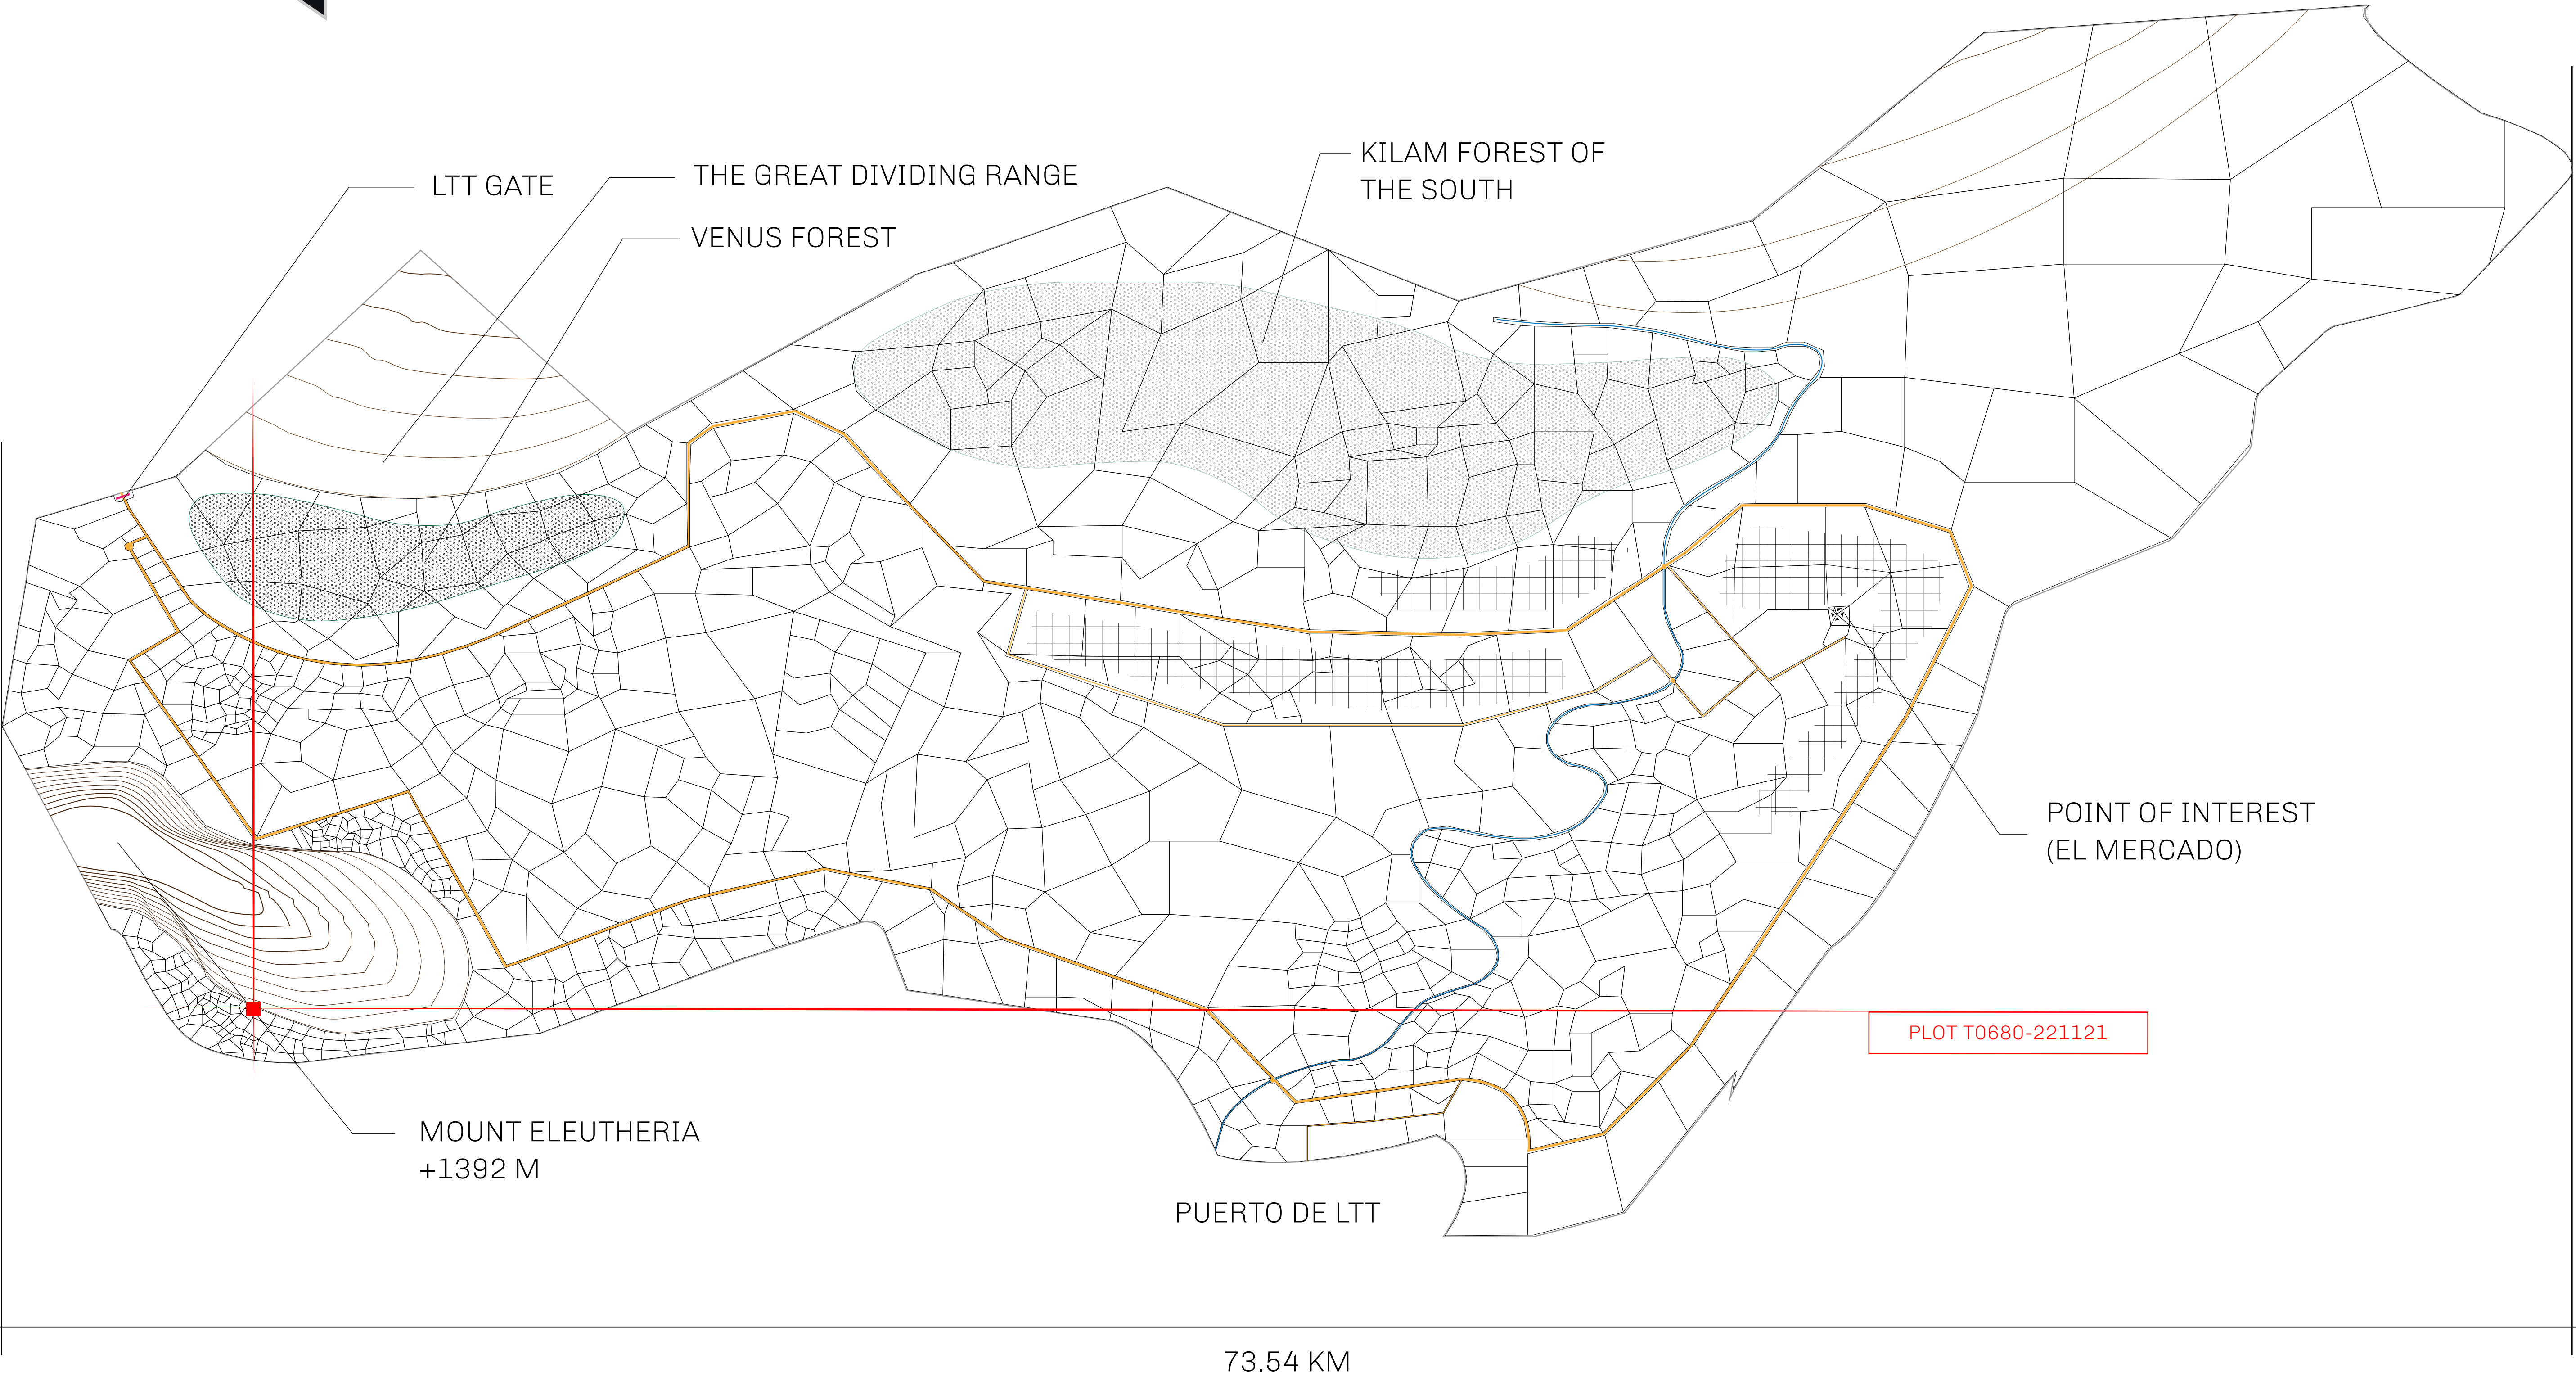 KILAM FOREST OF
THE SOUTH
LTT GATE
THE GREAT DIVIDING RANGE
VENUS FOREST
POINT OF INTEREST
(EL MERCADO)
PLOT T0680-221121
MOUNT ELEUTHERIA
+1392 M
PUERTO DE LTT
73.54 KM